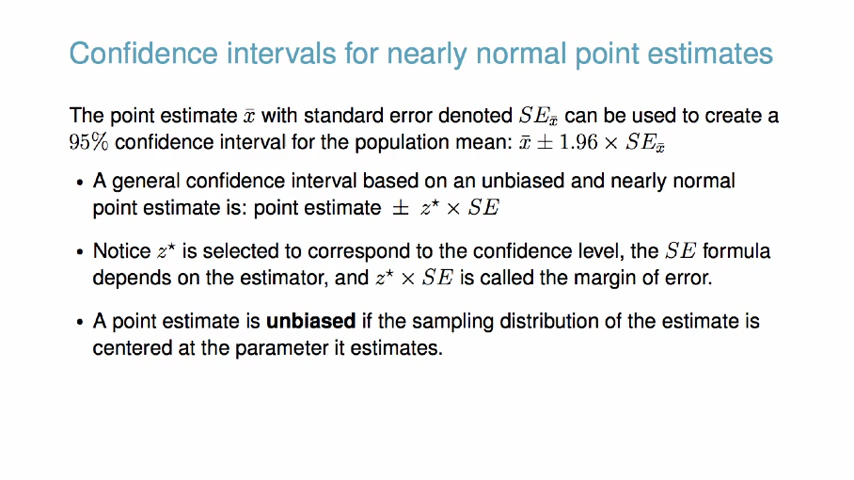 Confidence intervals for nearly normal point estimates
The point estimate x̄ with standard error denoted SE_x̄ can be used to create a
95% confidence interval for the population mean: x̄ ± 1.96 × SE_x̄
• A general confidence interval based on an unbiased and nearly normal
point estimate is: point estimate ± z* × SE
• Notice z* is selected to correspond to the confidence level, the SE formula
depends on the estimator, and z* × SE is called the margin of error.
• A point estimate is unbiased if the sampling distribution of the estimate is
centered at the parameter it estimates.